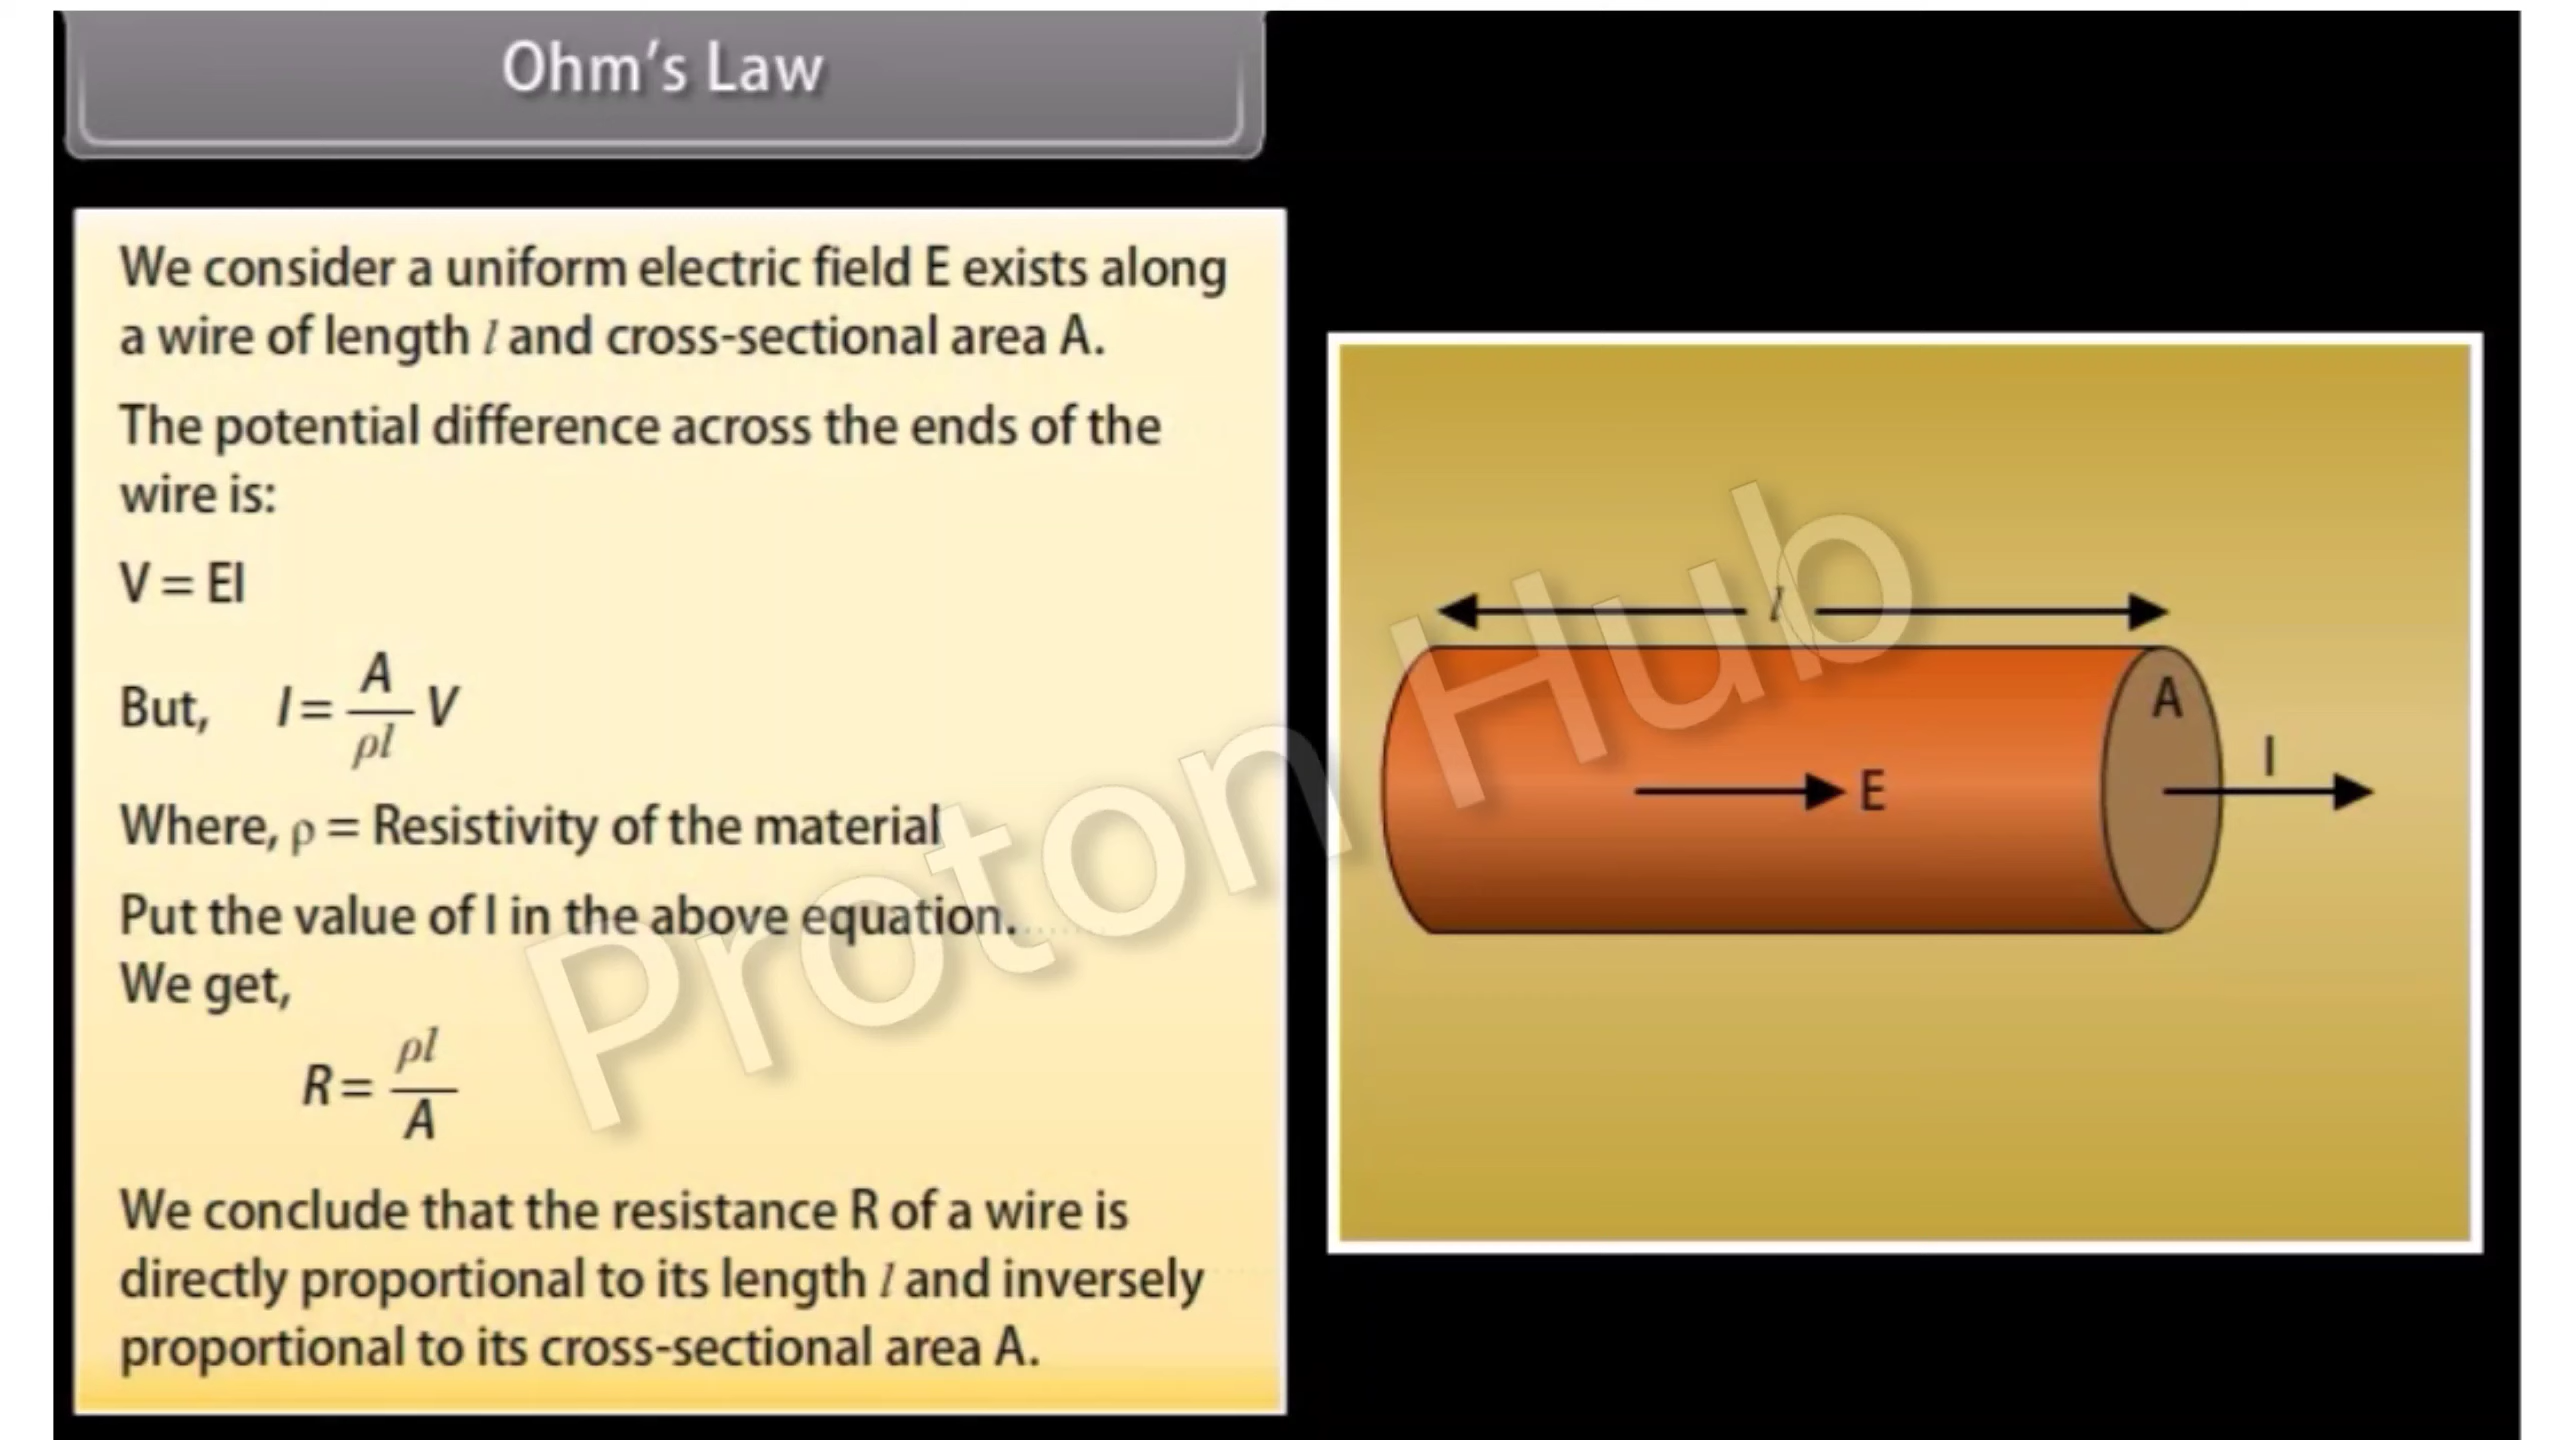 Ohm's Law
We consider a uniform electric field E exists along
a wire of length l and cross-sectional area A.
The potential difference across the ends of the
wire is:
V = El
But, I = A/ρl V
Where, ρ = Resistivity of the material
Put the value of I in the above equation.
We get,
R = ρl/A
We conclude that the resistance R of a wire is
directly proportional to its length l and inversely
proportional to its cross-sectional area A.
l
A
I
E
Proton Hub